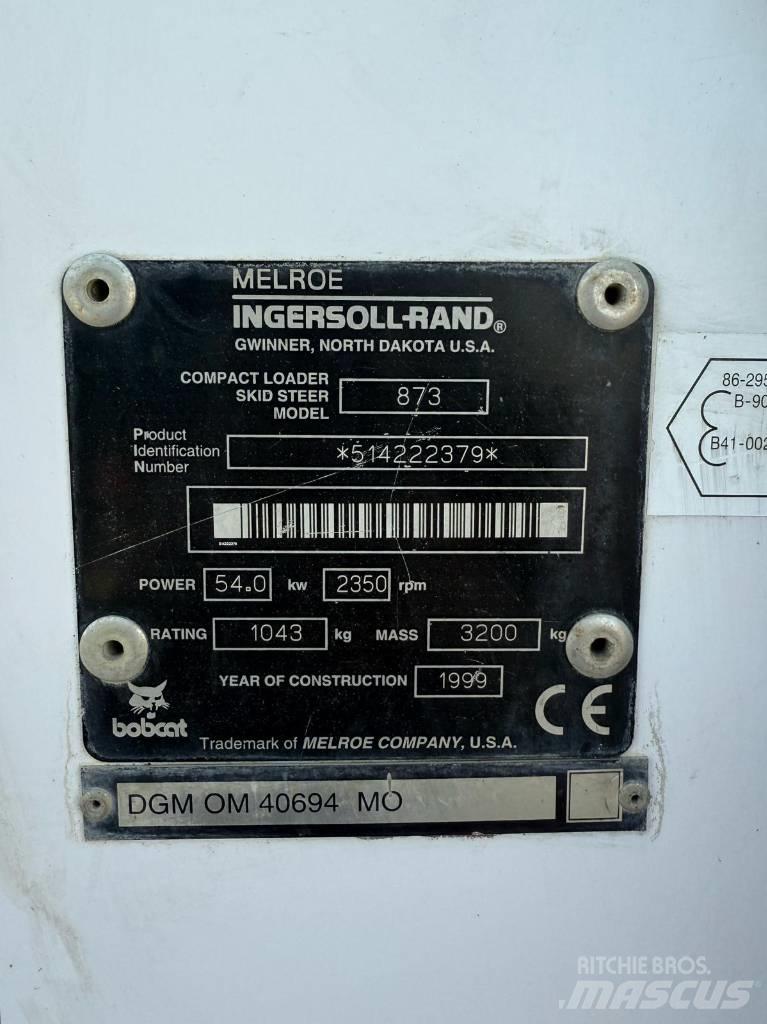 MELROE
INGERSOLL-RAND®
GWINNER, NORTH DAKOTA U.S.A.
COMPACT LOADER
SKID STEER
MODEL 873
Product
Identification
Number *514222379*
514222379
POWER 54.0 kw 2350 rpm
RATING 1043 kg MASS 3200 kg
YEAR OF CONSTRUCTION 1999
bobcat
CE
Trademark of MELROE COMPANY, U.S.A.
DGM OM 40694 MO
86-295
B-90
B41-002
RITCHIE BROS.
MASCUS